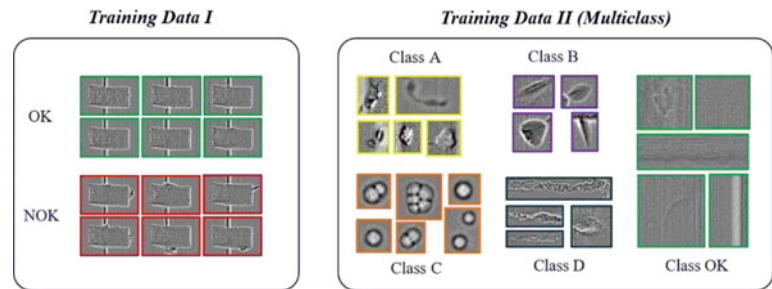 Training Data I
Training Data II (Multiclass)
OK
NOK
Class A
Class B
Class C
Class D
Class OK